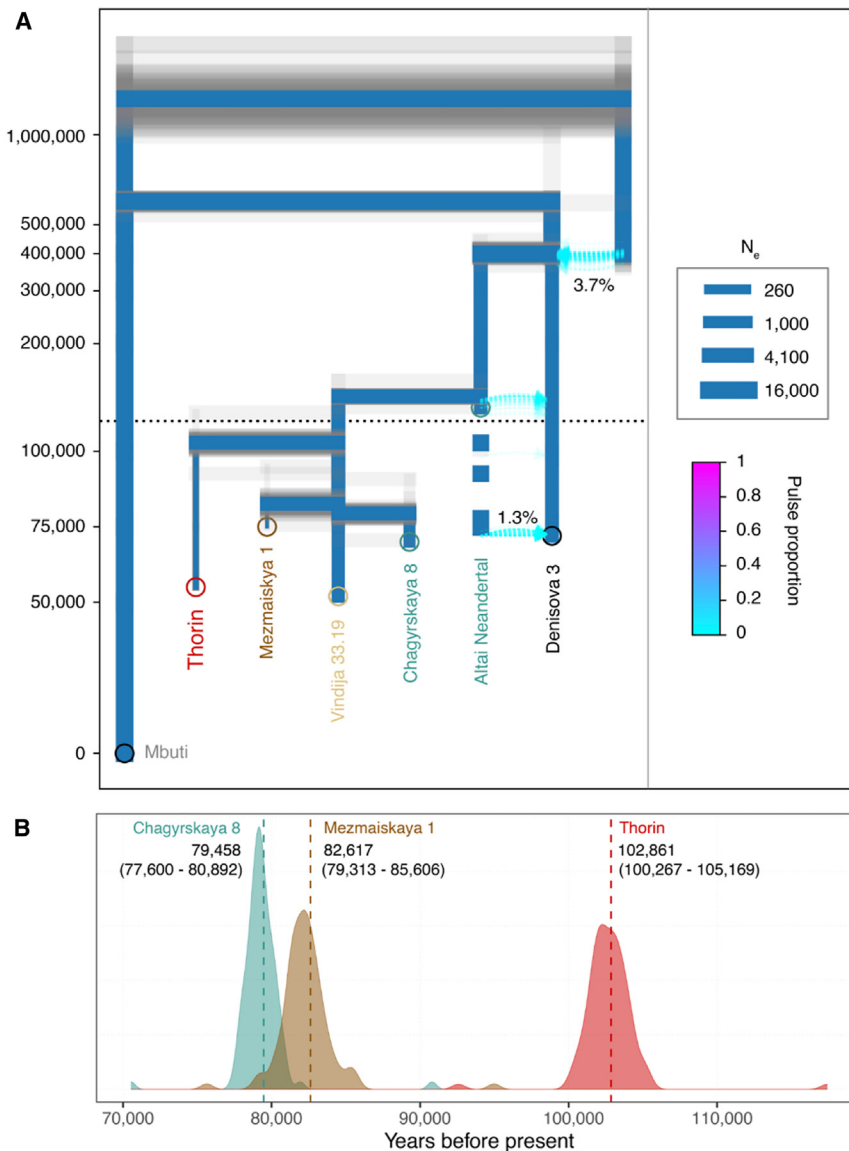 A
1,000,000
500,000
400,000
300,000
200,000
100,000
75,000
50,000
0
3.7%
1.3%
Thorin
Mezmaiskya 1
Vindija 33.19
Chagyrskaya 8
Altai Neandertal
Denisova 3
Mbuti
Ne
260
1,000
4,100
16,000
1
0.8
0.6
0.4
0.2
0
Pulse proportion
B
Chagyrskaya 8
79,458
(77,600 - 80,892)
Mezmaiskaya 1
82,617
(79,313 - 85,606)
Thorin
102,861
(100,267 - 105,169)
70,000
80,000
90,000
100,000
110,000
Years before present